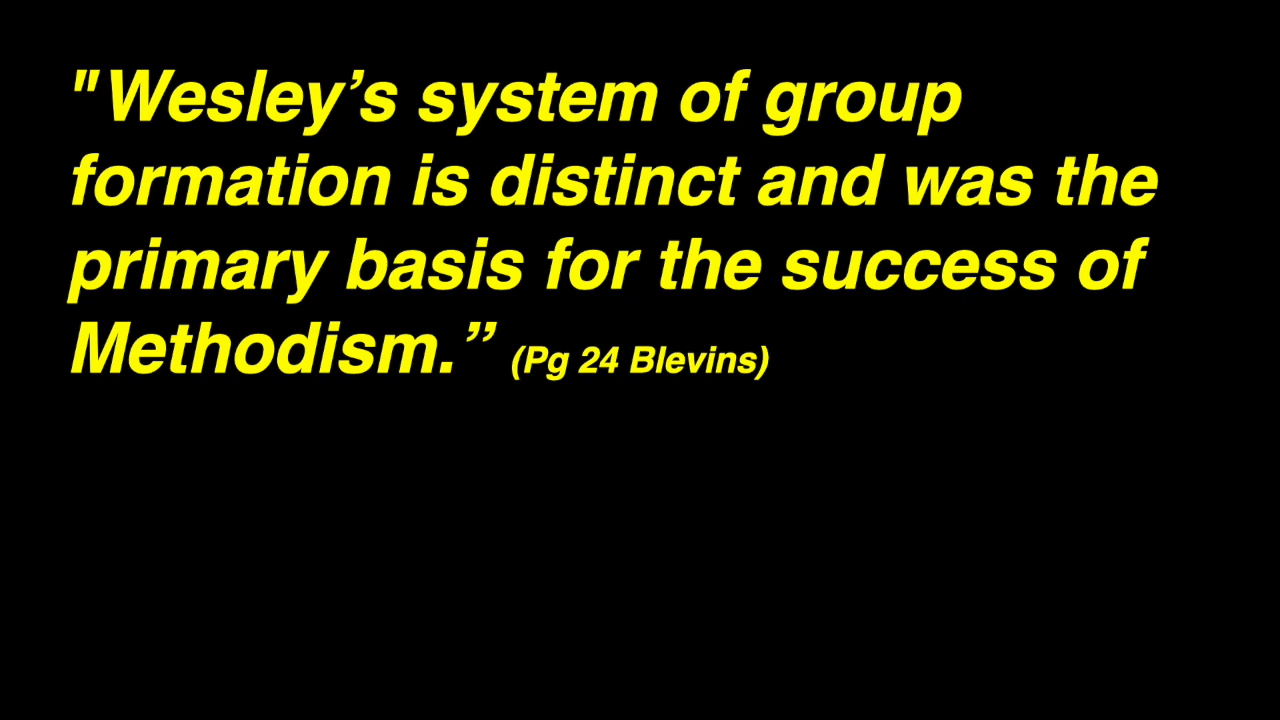 "Wesley’s system of group
formation is distinct and was the
primary basis for the success of
Methodism.” (Pg 24 Blevins)